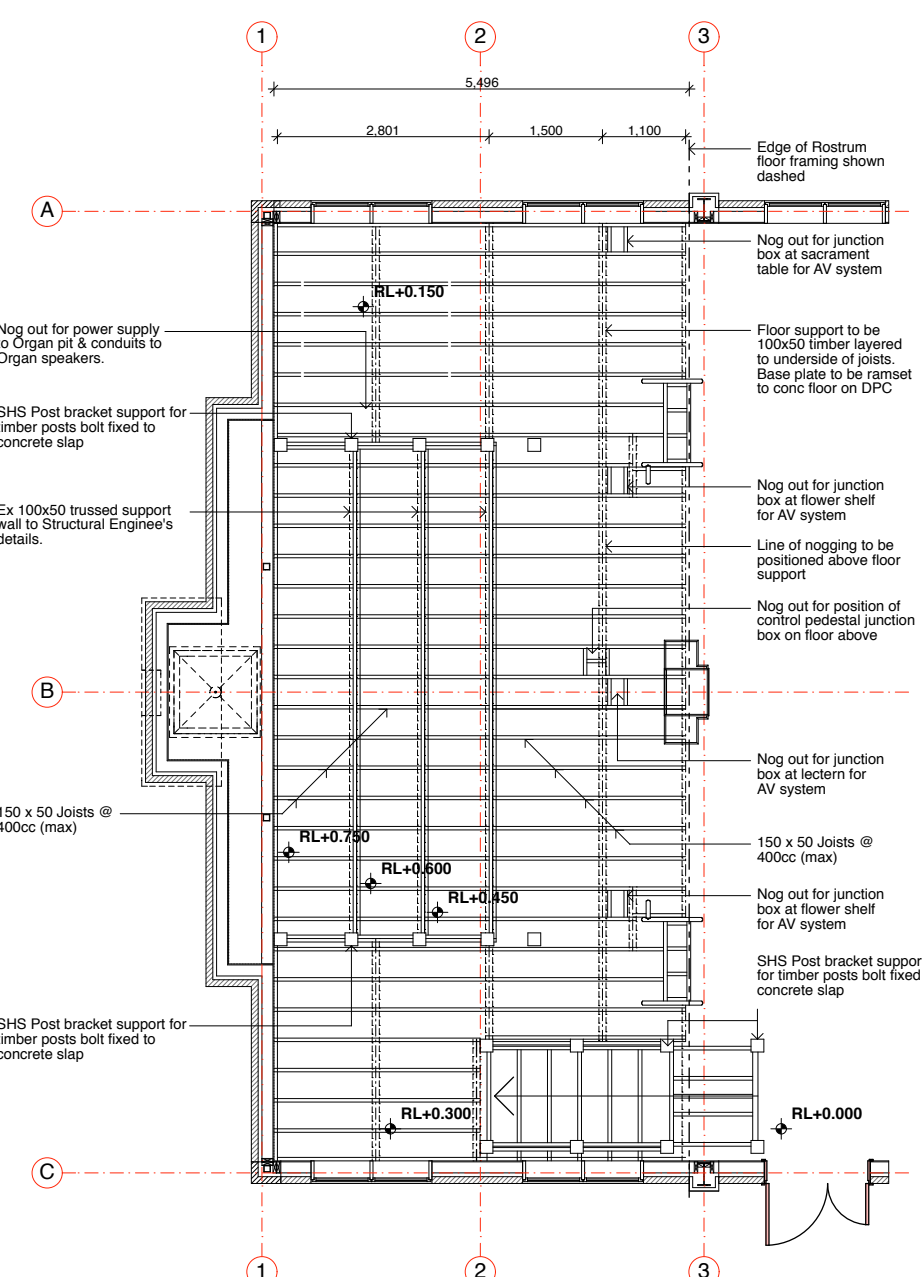 1
2
3
5,496
2,801
1,500
1,100
Edge of Rostrum
floor framing shown
dashed
A
Nog out for junction
box at sacrament
table for AV system
RL+0.150
Nog out for power supply
to Organ pit & conduits to
Organ speakers.
Floor support to be
100x50 timber layered
to underside of joists.
Base plate to be ramset
to conc floor on DPC
SHS Post bracket support for
timber posts bolt fixed to
concrete slap
Ex 100x50 trussed support
wall to Structural Enginee's
details.
Nog out for junction
box at flower shelf
for AV system
Line of nogging to be
positioned above floor
support
Nog out for position of
control pedestal junction
box on floor above
B
Nog out for junction
box at lectern for
AV system
150 x 50 Joists @
400cc (max)
RL+0.750
RL+0.600
RL+0.450
150 x 50 Joists @
400cc (max)
Nog out for junction
box at flower shelf
for AV system
SHS Post bracket suppor
for timber posts bolt fixed
concrete slap
SHS Post bracket support for
timber posts bolt fixed to
concrete slap
RL+0.300
RL+0.000
C
1
2
3